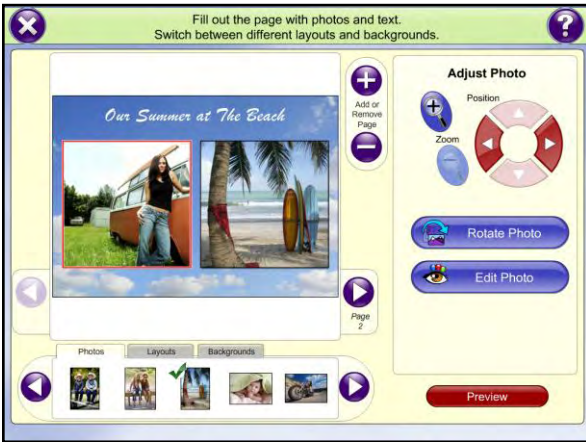 Fill out the page with photos and text.
Switch between different layouts and backgrounds.
?
Our Summer at The Beach
Add or
Remove
Page
Page
2
Adjust Photo
Position
Zoom
Rotate Photo
Edit Photo
Photos
Layouts
Backgrounds
Preview